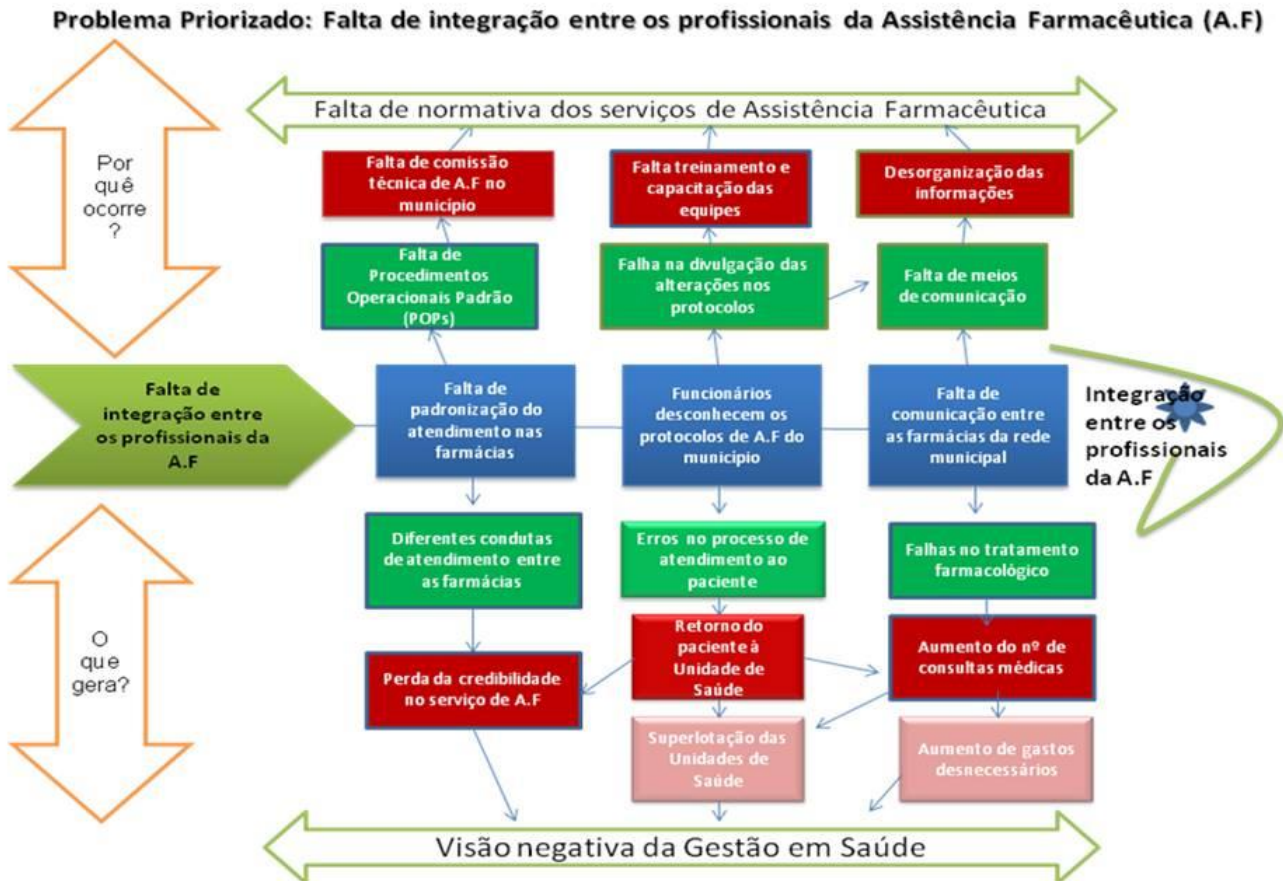 Problema Priorizado: Falta de integração entre os profissionais da Assistência Farmacêutica (A.F)
Falta de normativa dos serviços de Assistência Farmacêutica
Por
quê
ocorre
?
Falta de comissão
técnica de A.F no
município
Falta treinamento e
capacitação das
equipes
Desorganização das
informações
Falta de
Procedimentos
Operacionais Padrão
(POPs)
Falha na divulgação das
alterações nos
protocolos
Falta de meios
de comunicação
Falta de
integração entre
os profissionais da
A.F
Falta de
padronização do
atendimento nas
farmácias
Funcionários
desconhecem os
protocolos de A.F do
município
Falta de
comunicação entre
as farmácias da rede
municipal
Integração
entre os
profissionais
da A.F
O
que
gera?
Diferentes condutas
de atendimento entre
as farmácias
Erros no processo de
atendimento ao
paciente
Falhas no tratamento
farmacológico
Perda da credibilidade
no serviço de A.F
Retorno do
paciente à
Unidade de
Saúde
Aumento do nº de
consultas médicas
Superlotação das
Unidades de
Saúde
Aumento de gastos
desnecessários
Visão negativa da Gestão em Saúde